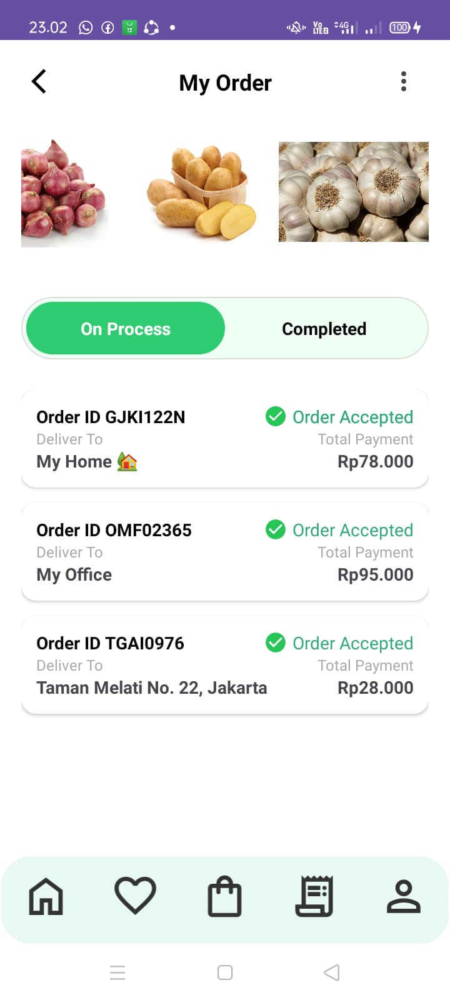 23.02 VoLTE2 4G 100
My Order
On Process Completed
Order ID GJKI122N Order Accepted
Deliver To Total Payment
My Home 🏡 Rp78.000
Order ID OMF02365 Order Accepted
Deliver To Total Payment
My Office Rp95.000
Order ID TGAI0976 Order Accepted
Deliver To Total Payment
Taman Melati No. 22, Jakarta Rp28.000